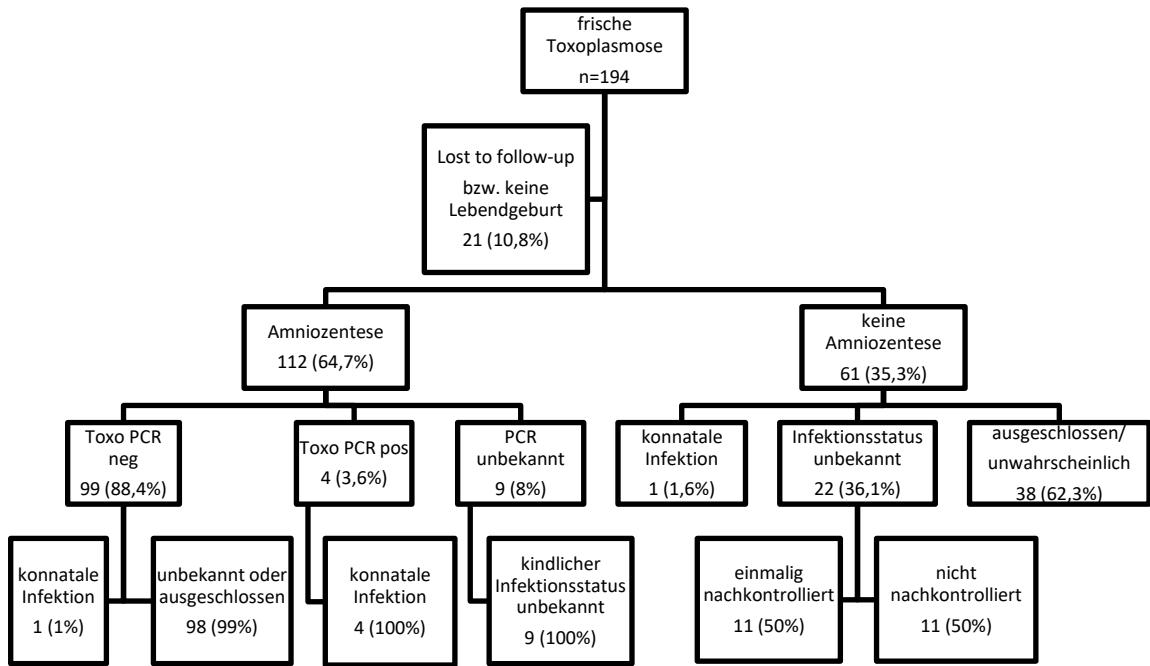 frische
Toxoplasmose
n=194
Lost to follow-up
bzw. keine
Lebendgeburt
21 (10,8%)
Amniozentese
112 (64,7%)
keine
Amniozentese
61 (35,3%)
Toxo PCR
neg
99 (88,4%)
Toxo PCR pos
4 (3,6%)
PCR
unbekannt
9 (8%)
konnatale
Infektion
1 (1,6%)
Infektionsstatus
unbekannt
22 (36,1%)
ausgeschlossen/
unwahrscheinlich
38 (62,3%)
konnatale
Infektion
1 (1%)
unbekannt oder
ausgeschlossen
98 (99%)
konnatale
Infektion
4 (100%)
kindlicher
Infektionsstatus
unbekannt
9 (100%)
einmalig
nachkontrolliert
11 (50%)
nicht
nachkontrolliert
11 (50%)